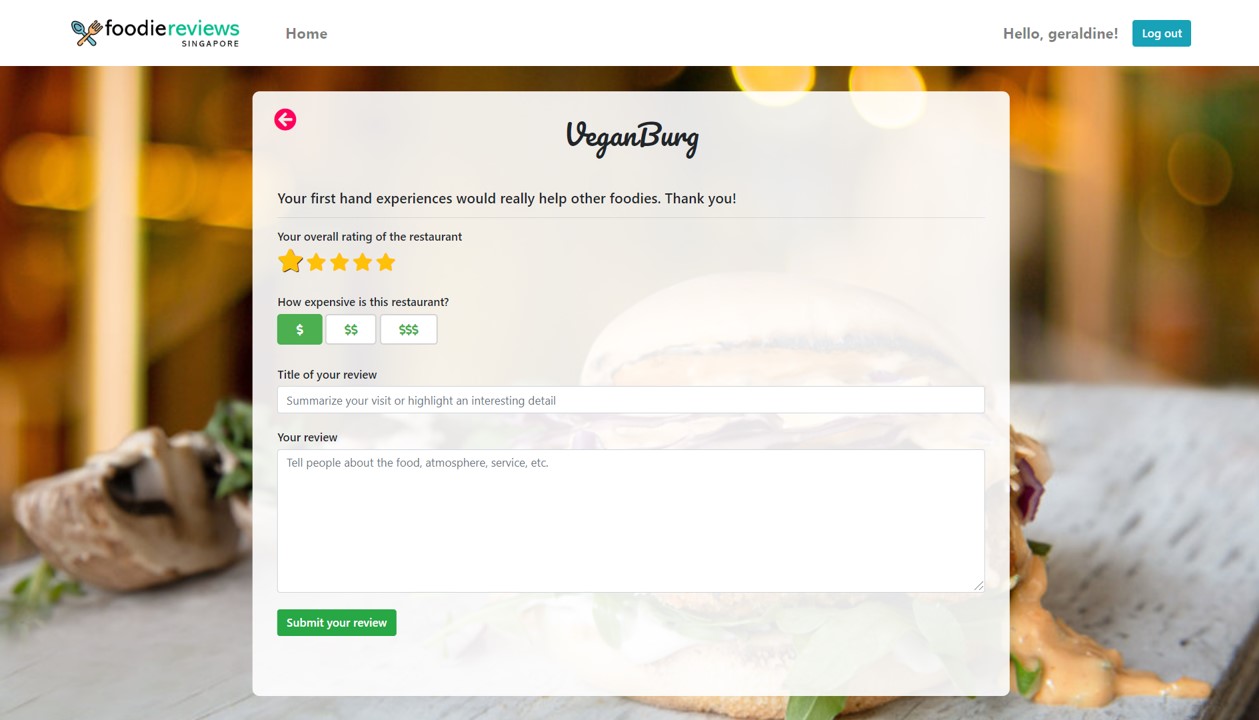 foodiereviews
SINGAPORE
Home
Hello, geraldine!
Log out
VeganBurg
Your first hand experiences would really help other foodies. Thank you!
Your overall rating of the restaurant
How expensive is this restaurant?
$ $$ $$$
Title of your review
Summarize your visit or highlight an interesting detail
Your review
Tell people about the food, atmosphere, service, etc.
Submit your review